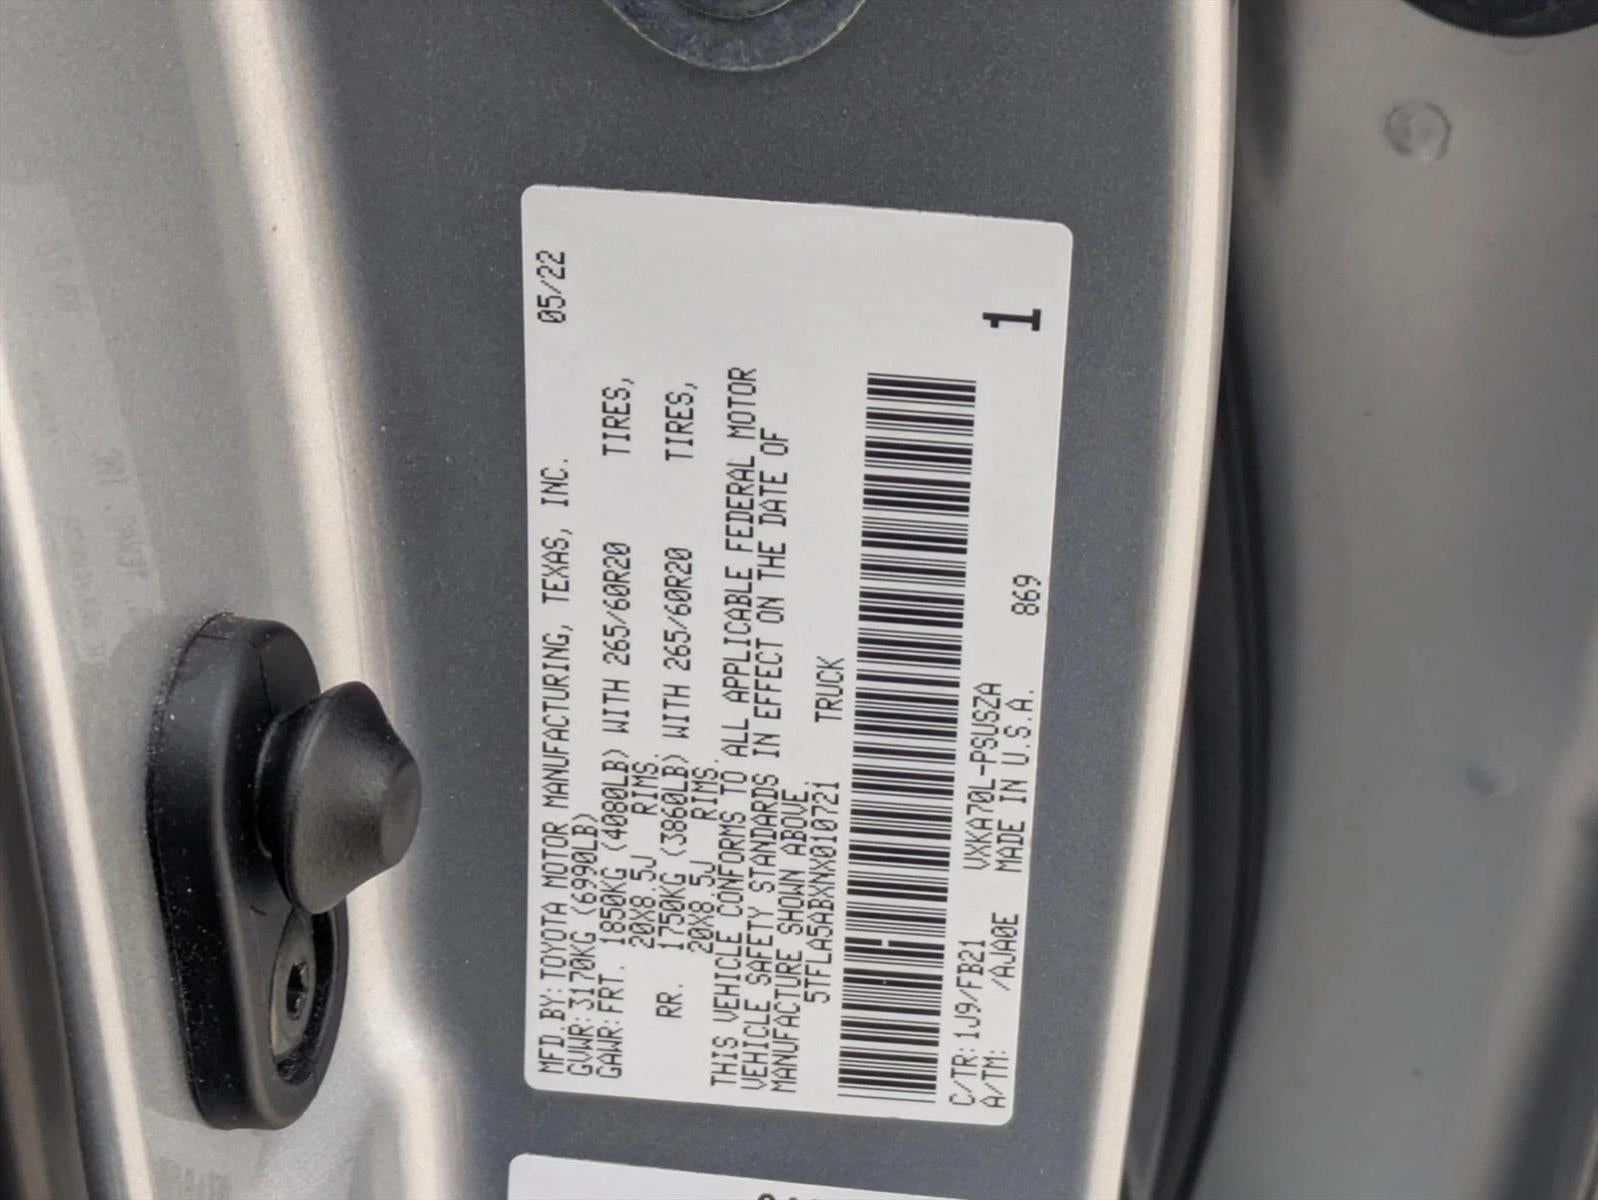 MFD.BY: TOYOTA MOTOR MANUFACTURING, TEXAS, INC. 05/22
GVWR: 3170KG (6990LB)
GAWR: FRT. 1850KG (4080LB) WITH 265/60R20 TIRES,
20X8.5J RIMS.
RR. 1750KG (3860LB) WITH 265/60R20 TIRES,
20X8.5J RIMS.
THIS VEHICLE CONFORMS TO ALL APPLICABLE FEDERAL MOTOR
VEHICLE SAFETY STANDARDS IN EFFECT ON THE DATE OF
MANUFACTURE SHOWN ABOVE.
5TFLA5ABXNX010721 TRUCK
C/TR: 1J9/FB21 VXKA70L-PSUSZA 869 1
A/TM: /AJA0E MADE IN U.S.A.